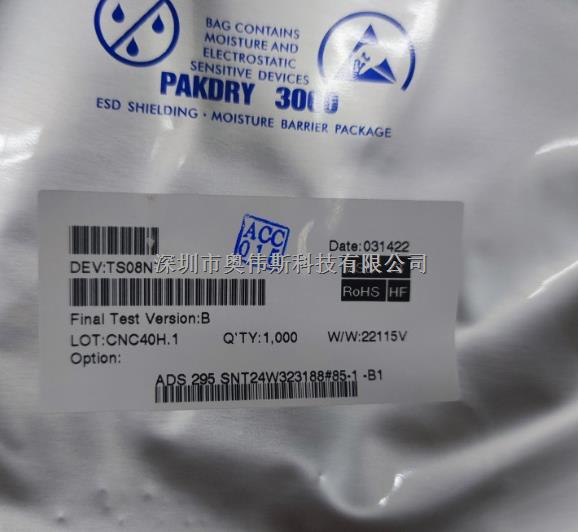 BAG CONTAINS
MOISTURE AND
ELECTROSTATIC
SENSITIVE DEVICES
PAKDRY 3000
ESD SHIELDING · MOISTURE BARRIER PACKAGE
ACC
015
Date:031422
DEV:TS08N
深圳市奥伟斯科技有限公司
RoHS HF
Final Test Version:B
LOT:CNC40H.1 Q'TY:1,000 W/W:22115V
Option:
ADS 295 SNT24W323188#85-1 -B1